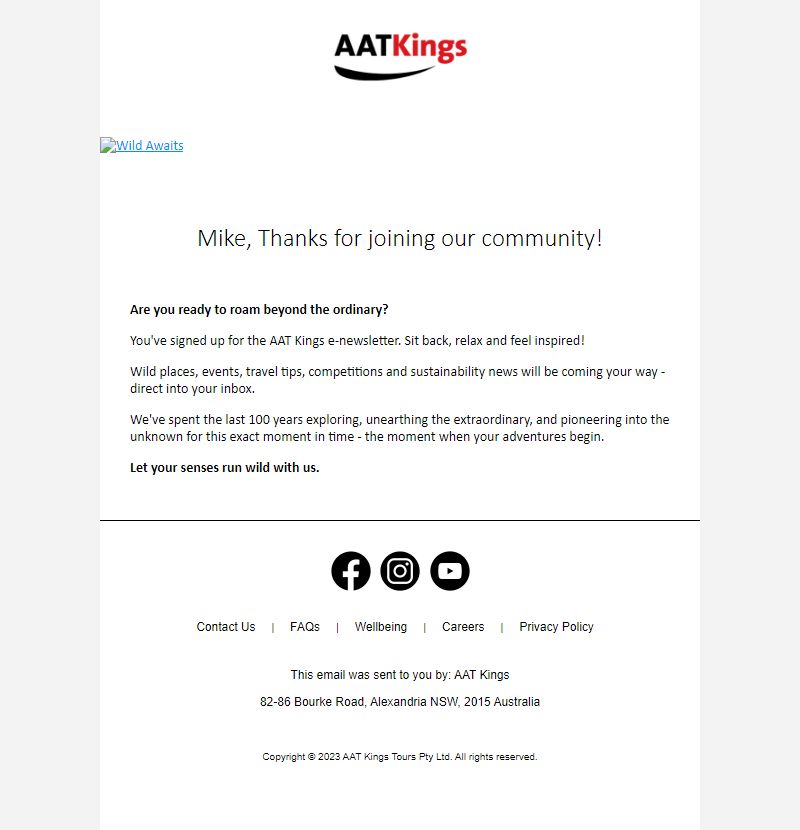 AATKings
Wild Awaits
Mike, Thanks for joining our community!
Are you ready to roam beyond the ordinary?
You've signed up for the AAT Kings e-newsletter. Sit back, relax and feel inspired!
Wild places, events, travel tips, competitions and sustainability news will be coming your way -
direct into your inbox.
We've spent the last 100 years exploring, unearthing the extraordinary, and pioneering into the
unknown for this exact moment in time - the moment when your adventures begin.
Let your senses run wild with us.
Contact Us | FAQs | Wellbeing | Careers | Privacy Policy
This email was sent to you by: AAT Kings
82-86 Bourke Road, Alexandria NSW, 2015 Australia
Copyright © 2023 AAT Kings Tours Pty Ltd. All rights reserved.